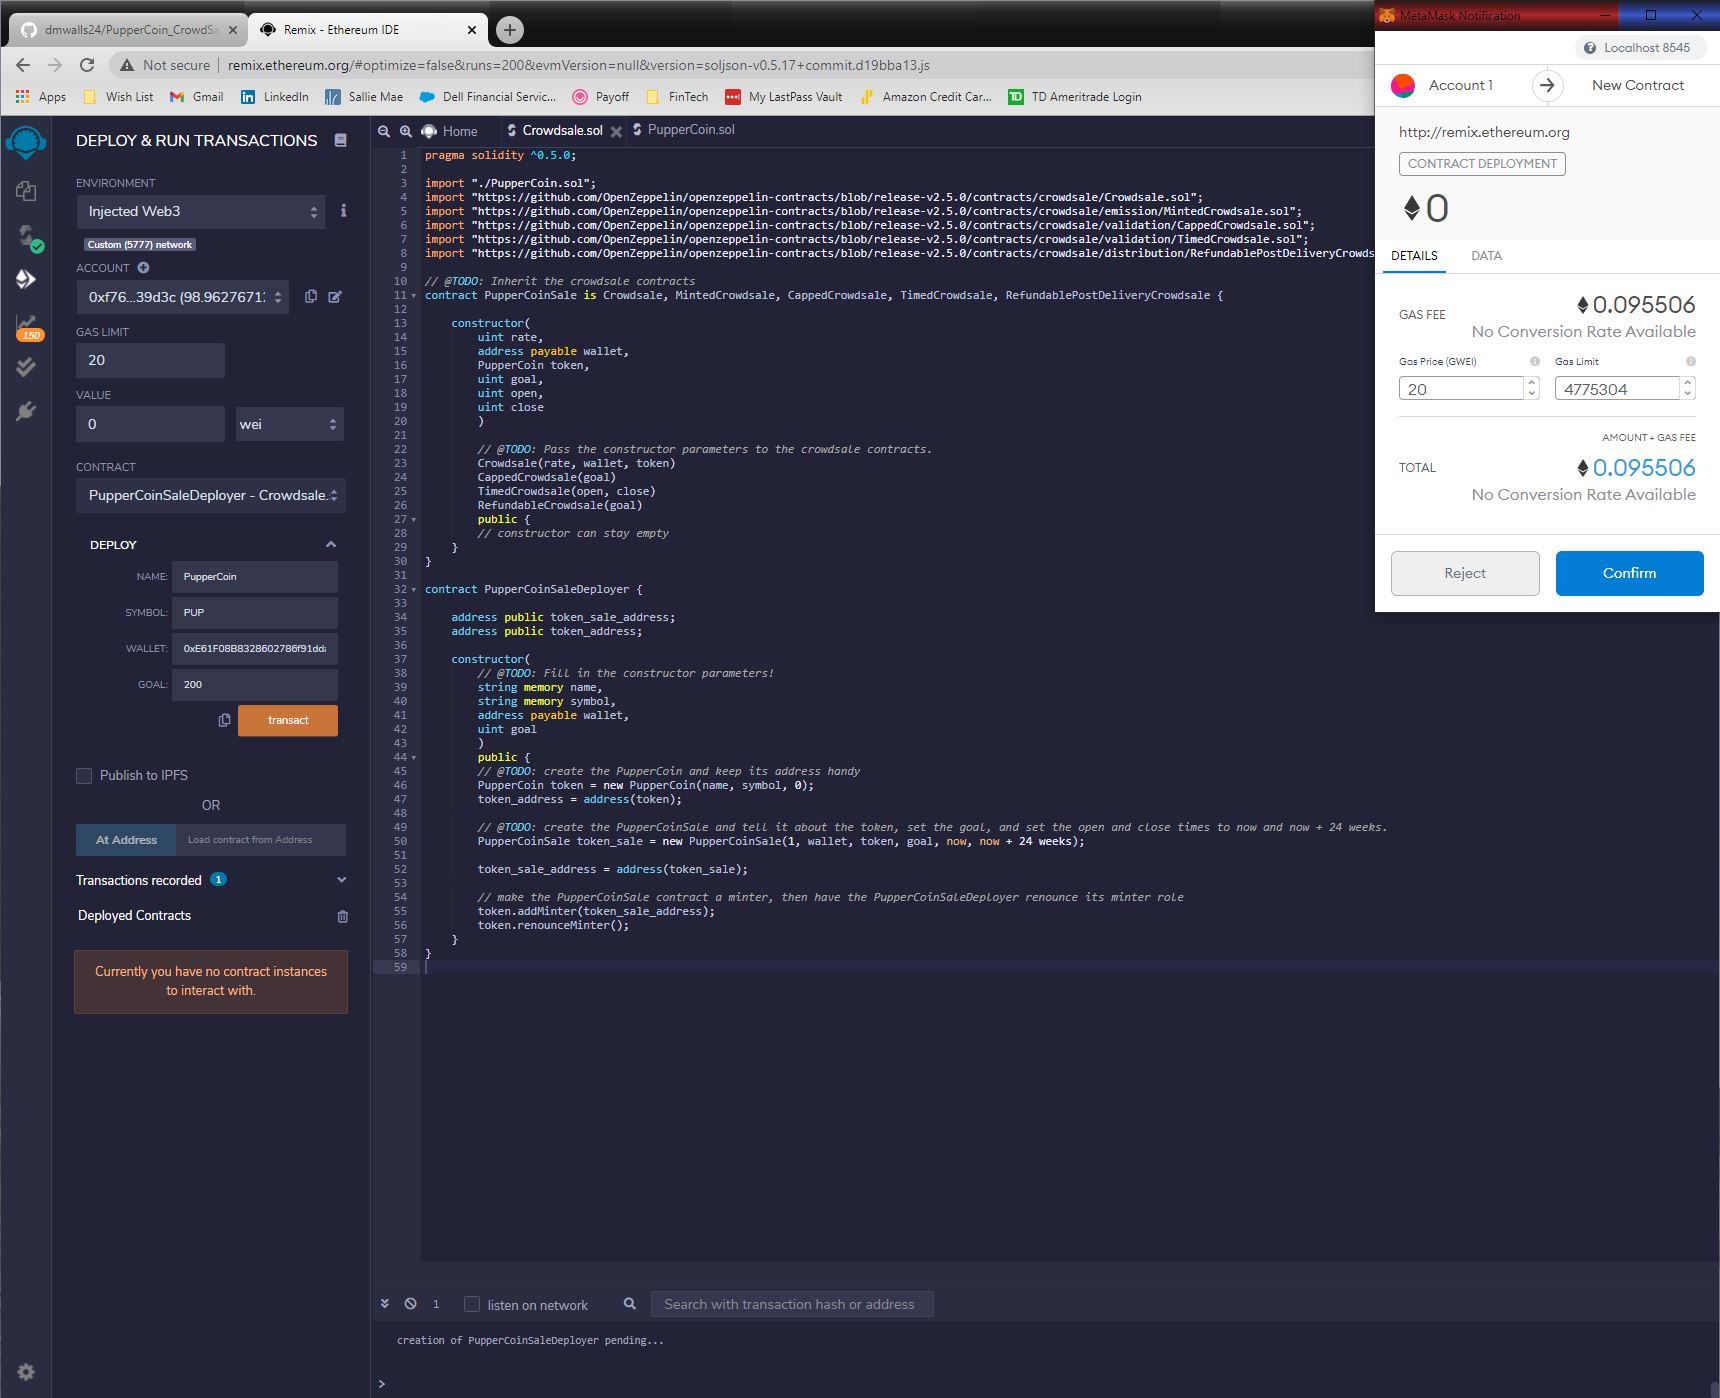 dmwalls24/PupperCoin_CrowdSa
Remix - Ethereum IDE
Not secure | remix.ethereum.org/#optimize=false&runs=200&evmVersion=null&version=soljson-v0.5.17+commit.d19bba13.js
Apps Wish List Gmail LinkedIn Sallie Mae Dell Financial Servic... Payoff FinTech My LastPass Vault Amazon Credit Car... TD Ameritrade Login
DEPLOY & RUN TRANSACTIONS
ENVIRONMENT
Injected Web3
Custom (5777) network
ACCOUNT
0xf76...39d3c (98.96276712
GAS LIMIT
20
VALUE
0 wei
CONTRACT
PupperCoinSaleDeployer - Crowdsale.
DEPLOY
NAME: PupperCoin
SYMBOL: PUP
WALLET: 0xE61F08B8328602786f91dda
GOAL: 200
transact
Publish to IPFS
OR
At Address Load contract from Address
Transactions recorded 1
Deployed Contracts
Currently you have no contract instances
to interact with.
150
Home Crowdsale.sol PupperCoin.sol
1 pragma solidity ^0.5.0;
2
3 import "./PupperCoin.sol";
4 import "https://github.com/OpenZeppelin/openzeppelin-contracts/blob/release-v2.5.0/contracts/crowdsale/Crowdsale.sol";
5 import "https://github.com/OpenZeppelin/openzeppelin-contracts/blob/release-v2.5.0/contracts/crowdsale/emission/MintedCrowdsale.sol";
6 import "https://github.com/OpenZeppelin/openzeppelin-contracts/blob/release-v2.5.0/contracts/crowdsale/validation/CappedCrowdsale.sol";
7 import "https://github.com/OpenZeppelin/openzeppelin-contracts/blob/release-v2.5.0/contracts/crowdsale/validation/TimedCrowdsale.sol";
8 import "https://github.com/OpenZeppelin/openzeppelin-contracts/blob/release-v2.5.0/contracts/crowdsale/distribution/RefundablePostDeliveryCrowds
9
10 // @TODO: Inherit the crowdsale contracts
11 contract PupperCoinSale is Crowdsale, MintedCrowdsale, CappedCrowdsale, TimedCrowdsale, RefundablePostDeliveryCrowdsale {
12
13 constructor(
14 uint rate,
15 address payable wallet,
16 PupperCoin token,
17 uint goal,
18 uint open,
19 uint close
20 )
21
22 // @TODO: Pass the constructor parameters to the crowdsale contracts.
23 Crowdsale(rate, wallet, token)
24 CappedCrowdsale(goal)
25 TimedCrowdsale(open, close)
26 RefundableCrowdsale(goal)
27 public {
28 // constructor can stay empty
29 }
30 }
31
32 contract PupperCoinSaleDeployer {
33
34 address public token_sale_address;
35 address public token_address;
36
37 constructor(
38 // @TODO: Fill in the constructor parameters!
39 string memory name,
40 string memory symbol,
41 address payable wallet,
42 uint goal
43 )
44 public {
45 // @TODO: create the PupperCoin and keep its address handy
46 PupperCoin token = new PupperCoin(name, symbol, 0);
47 token_address = address(token);
48
49 // @TODO: create the PupperCoinSale and tell it about the token, set the goal, and set the open and close times to now and now + 24 weeks.
50 PupperCoinSale token_sale = new PupperCoinSale(1, wallet, token, goal, now, now + 24 weeks);
51
52 token_sale_address = address(token_sale);
53
54 // make the PupperCoinSale contract a minter, then have the PupperCoinSaleDeployer renounce its minter role
55 token.addMinter(token_sale_address);
56 token.renounceMinter();
57 }
58 }
59
1 listen on network Search with transaction hash or address
creation of PupperCoinSaleDeployer pending...
>
MetaMask Notification
Localhost 8545
Account 1 New Contract
http://remix.ethereum.org
CONTRACT DEPLOYMENT
0
DETAILS DATA
GAS FEE 0.095506
No Conversion Rate Available
Gas Price (GWEI) Gas Limit
20 4775304
AMOUNT + GAS FEE
TOTAL 0.095506
No Conversion Rate Available
Reject Confirm